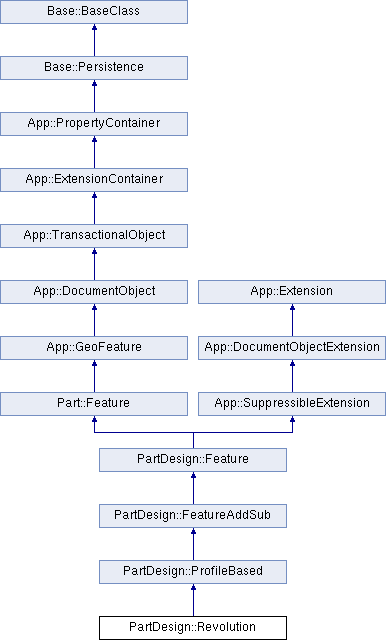 Base::BaseClass
Base::Persistence
App::PropertyContainer
App::ExtensionContainer
App::TransactionalObject
App::DocumentObject
App::Extension
App::GeoFeature
App::DocumentObjectExtension
Part::Feature
App::SuppressibleExtension
PartDesign::Feature
PartDesign::FeatureAddSub
PartDesign::ProfileBased
PartDesign::Revolution